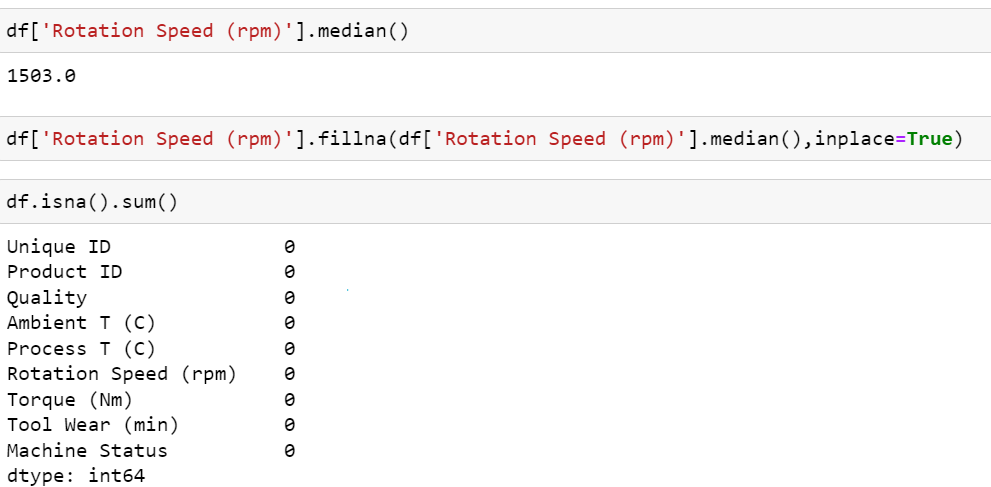 df['Rotation Speed (rpm)'].median()
1503.0
df['Rotation Speed (rpm)'].fillna(df['Rotation Speed (rpm)'].median(),inplace=True)
df.isna().sum()
Unique ID 0
Product ID 0
Quality 0
Ambient T (C) 0
Process T (C) 0
Rotation Speed (rpm) 0
Torque (Nm) 0
Tool Wear (min) 0
Machine Status 0
dtype: int64